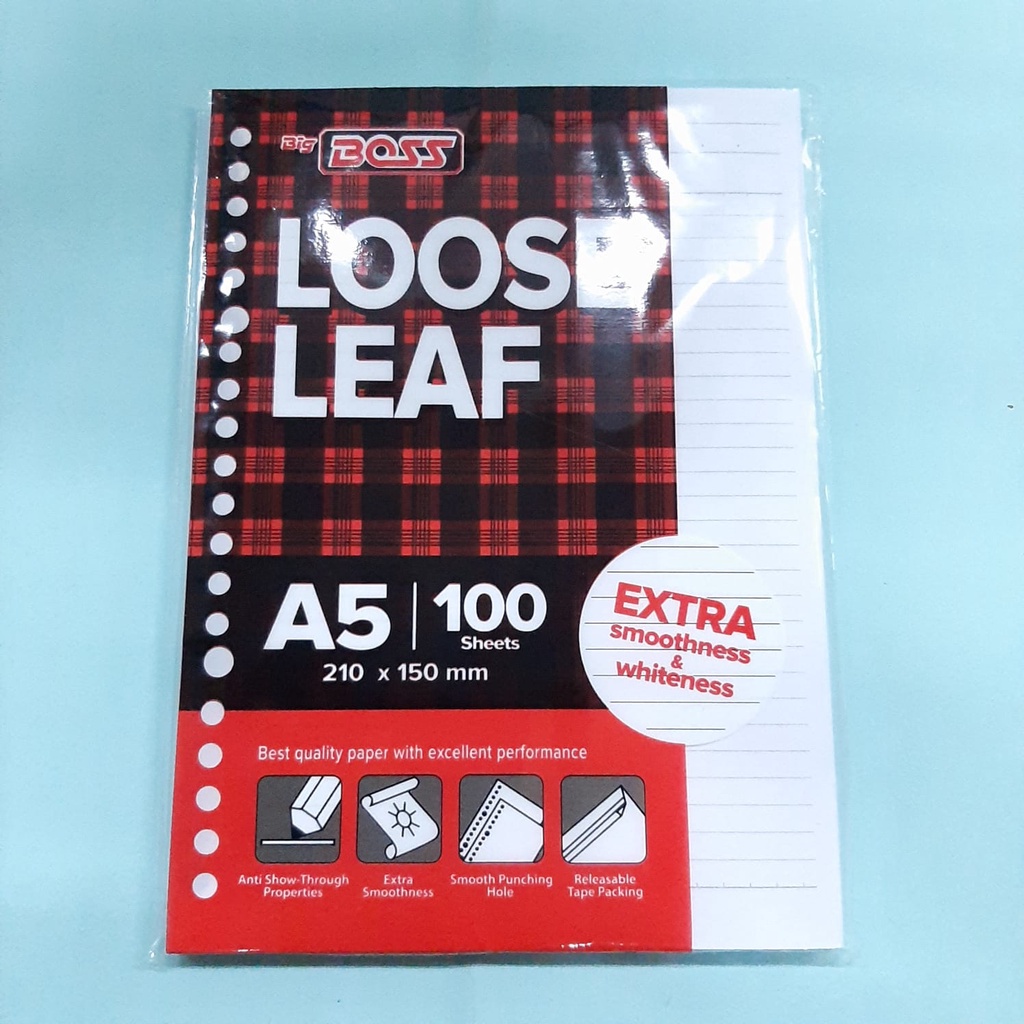 Big BOSS
LOOSE
LEAF
A5 | 100
Sheets
210 x 150 mm
EXTRA
smoothness
&
whiteness
Best quality paper with excellent performance
Anti Show-Through
Properties
Extra
Smoothness
Smooth Punching
Hole
Releasable
Tape Packing